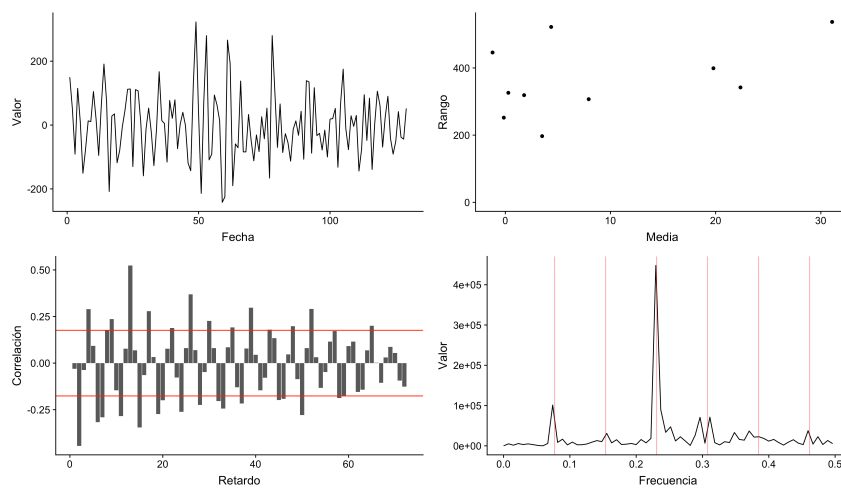 Valor
200
0
-200
0
50
100
Fecha
Rango
400
200
0
0
10
20
30
Media
Correlación
0.50
0.25
0.00
-0.25
0
20
40
60
Retardo
Valor
4e+05
3e+05
2e+05
1e+05
0e+00
0.0
0.1
0.2
0.3
0.4
0.5
Frecuencia